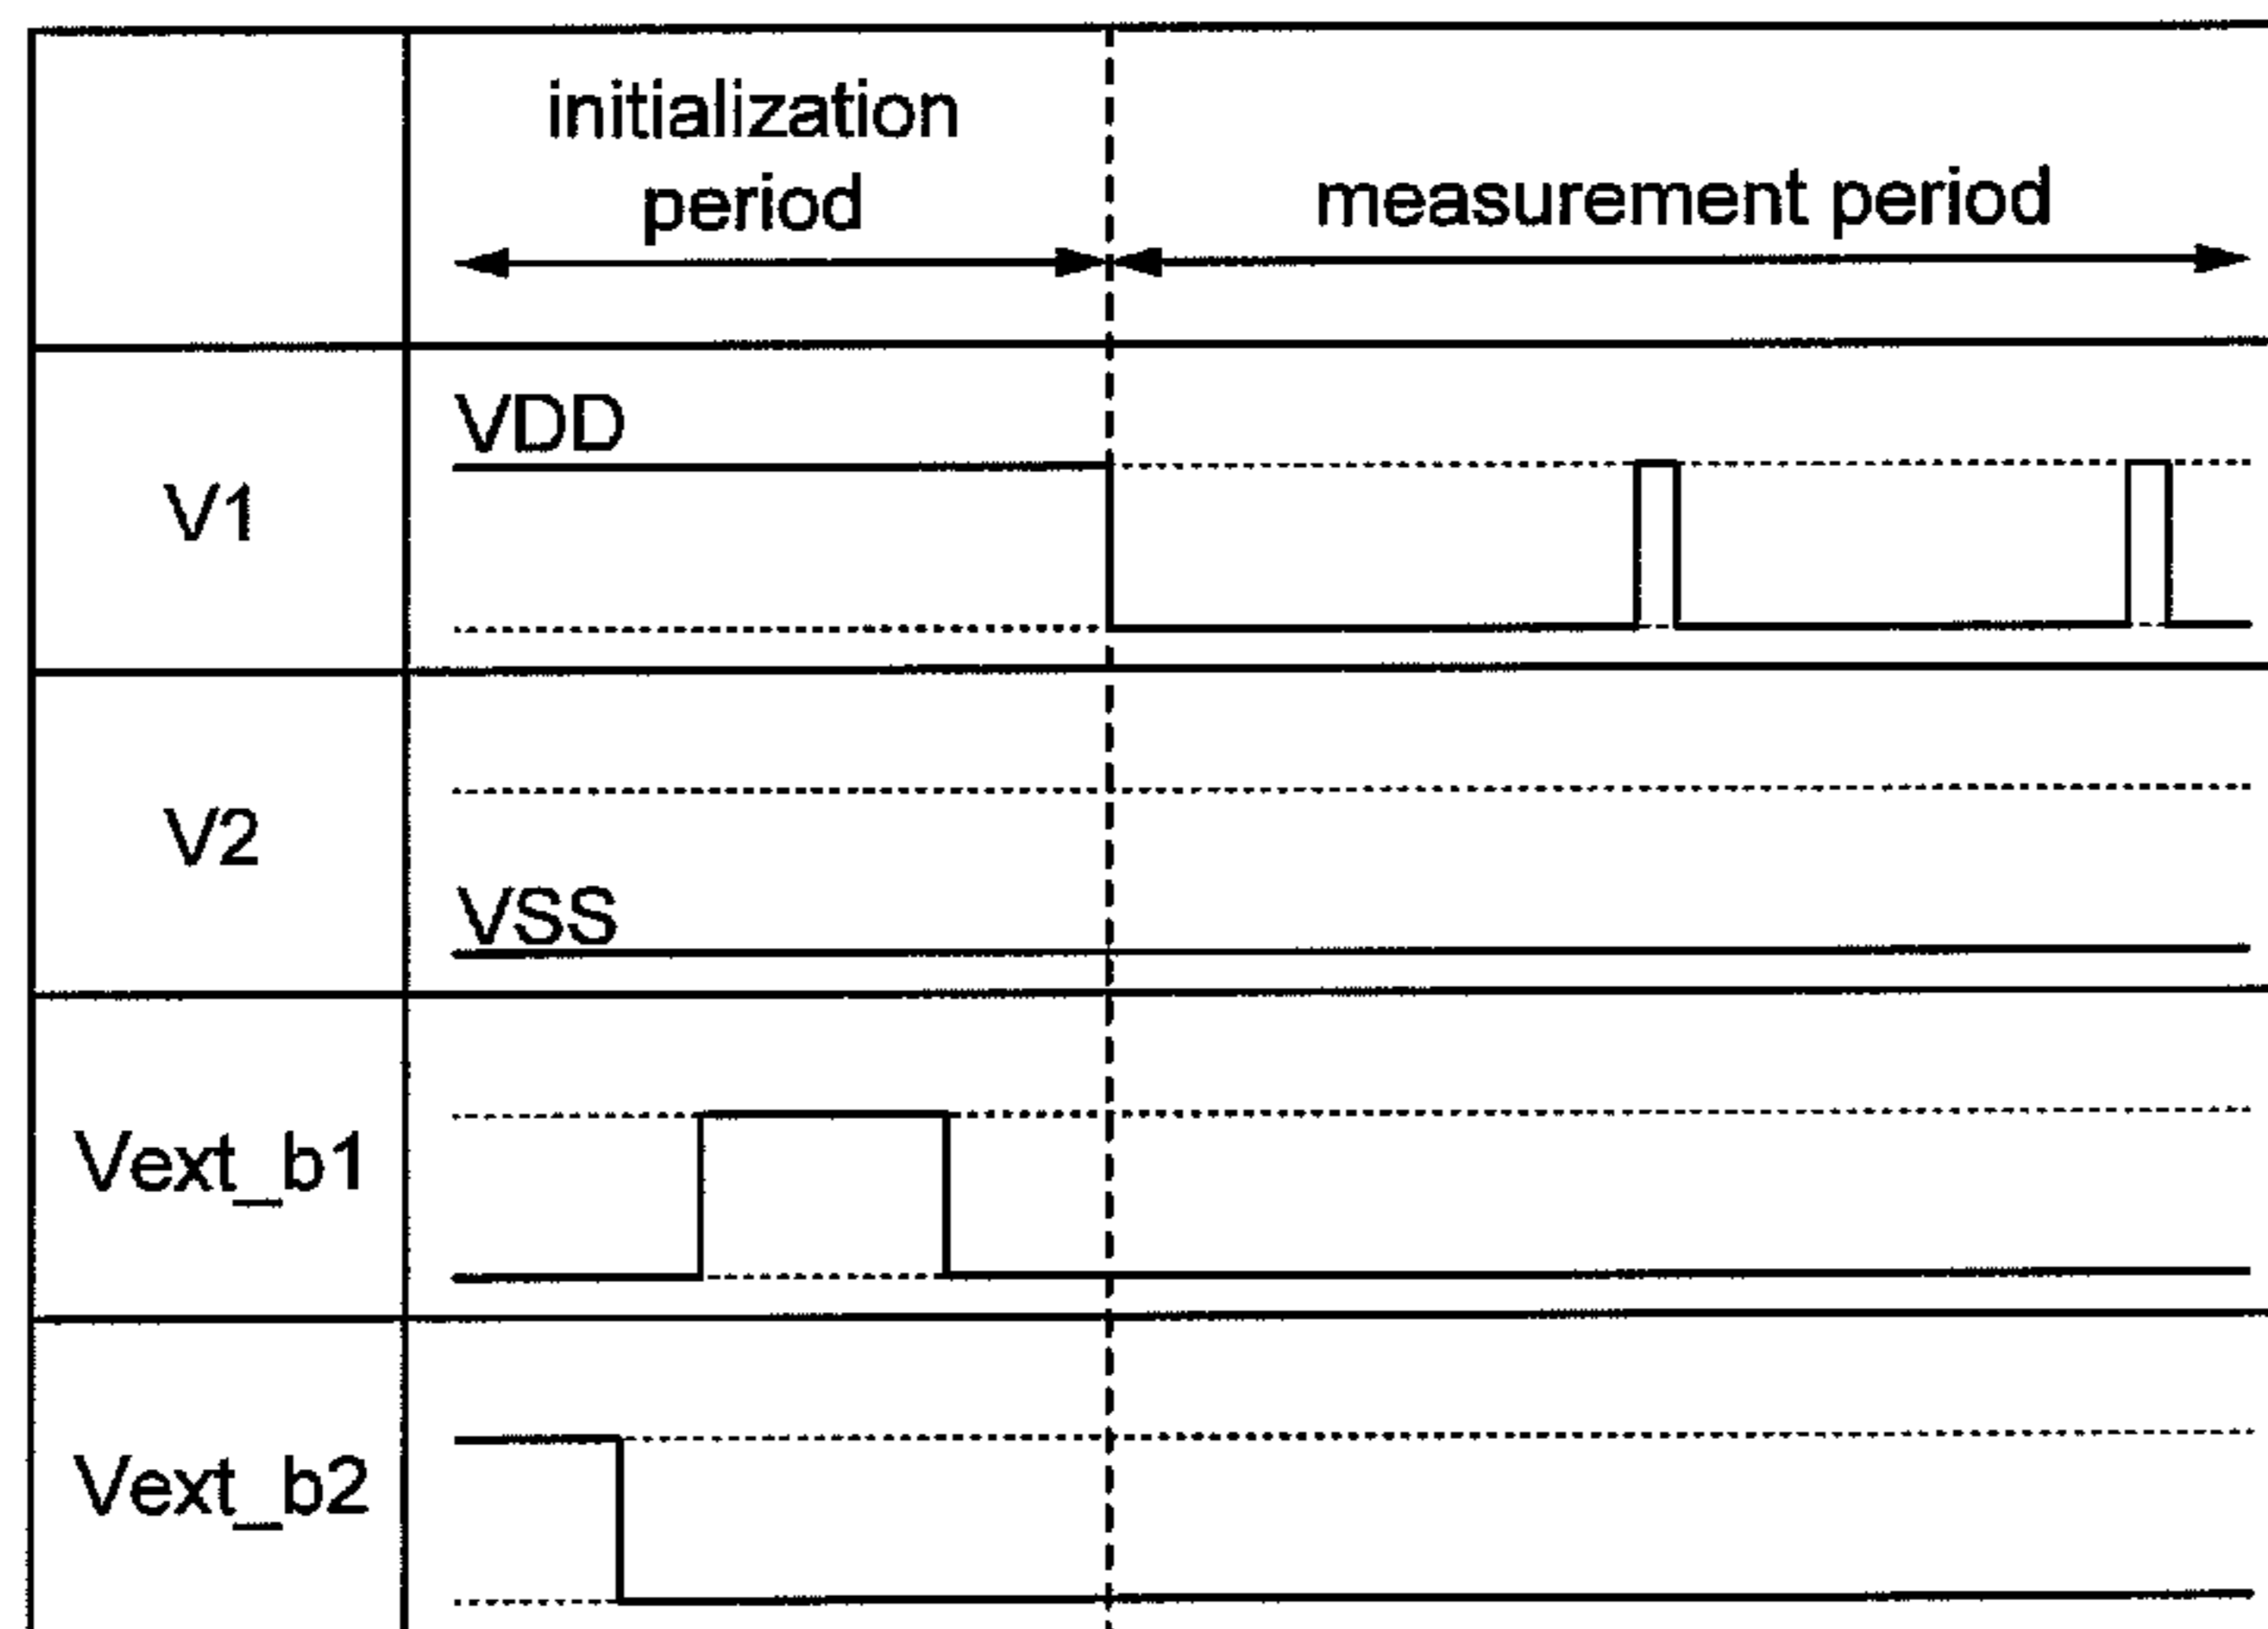 initialization
period
measurement period
VDD
V1
V2
VSS
Vext_b1
Vext_b2